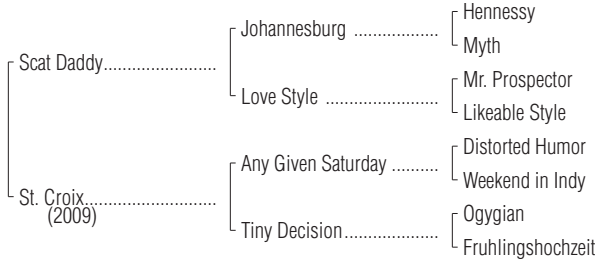 Hennessy
Johannesburg ..................
Myth
Scat Daddy........................
Mr. Prospector
Love Style ........................
Likeable Style
Distorted Humor
Any Given Saturday ..........
Weekend in Indy
St. Croix............................
(2009)
Ogygian
Tiny Decision....................
Fruhlingshochzeit